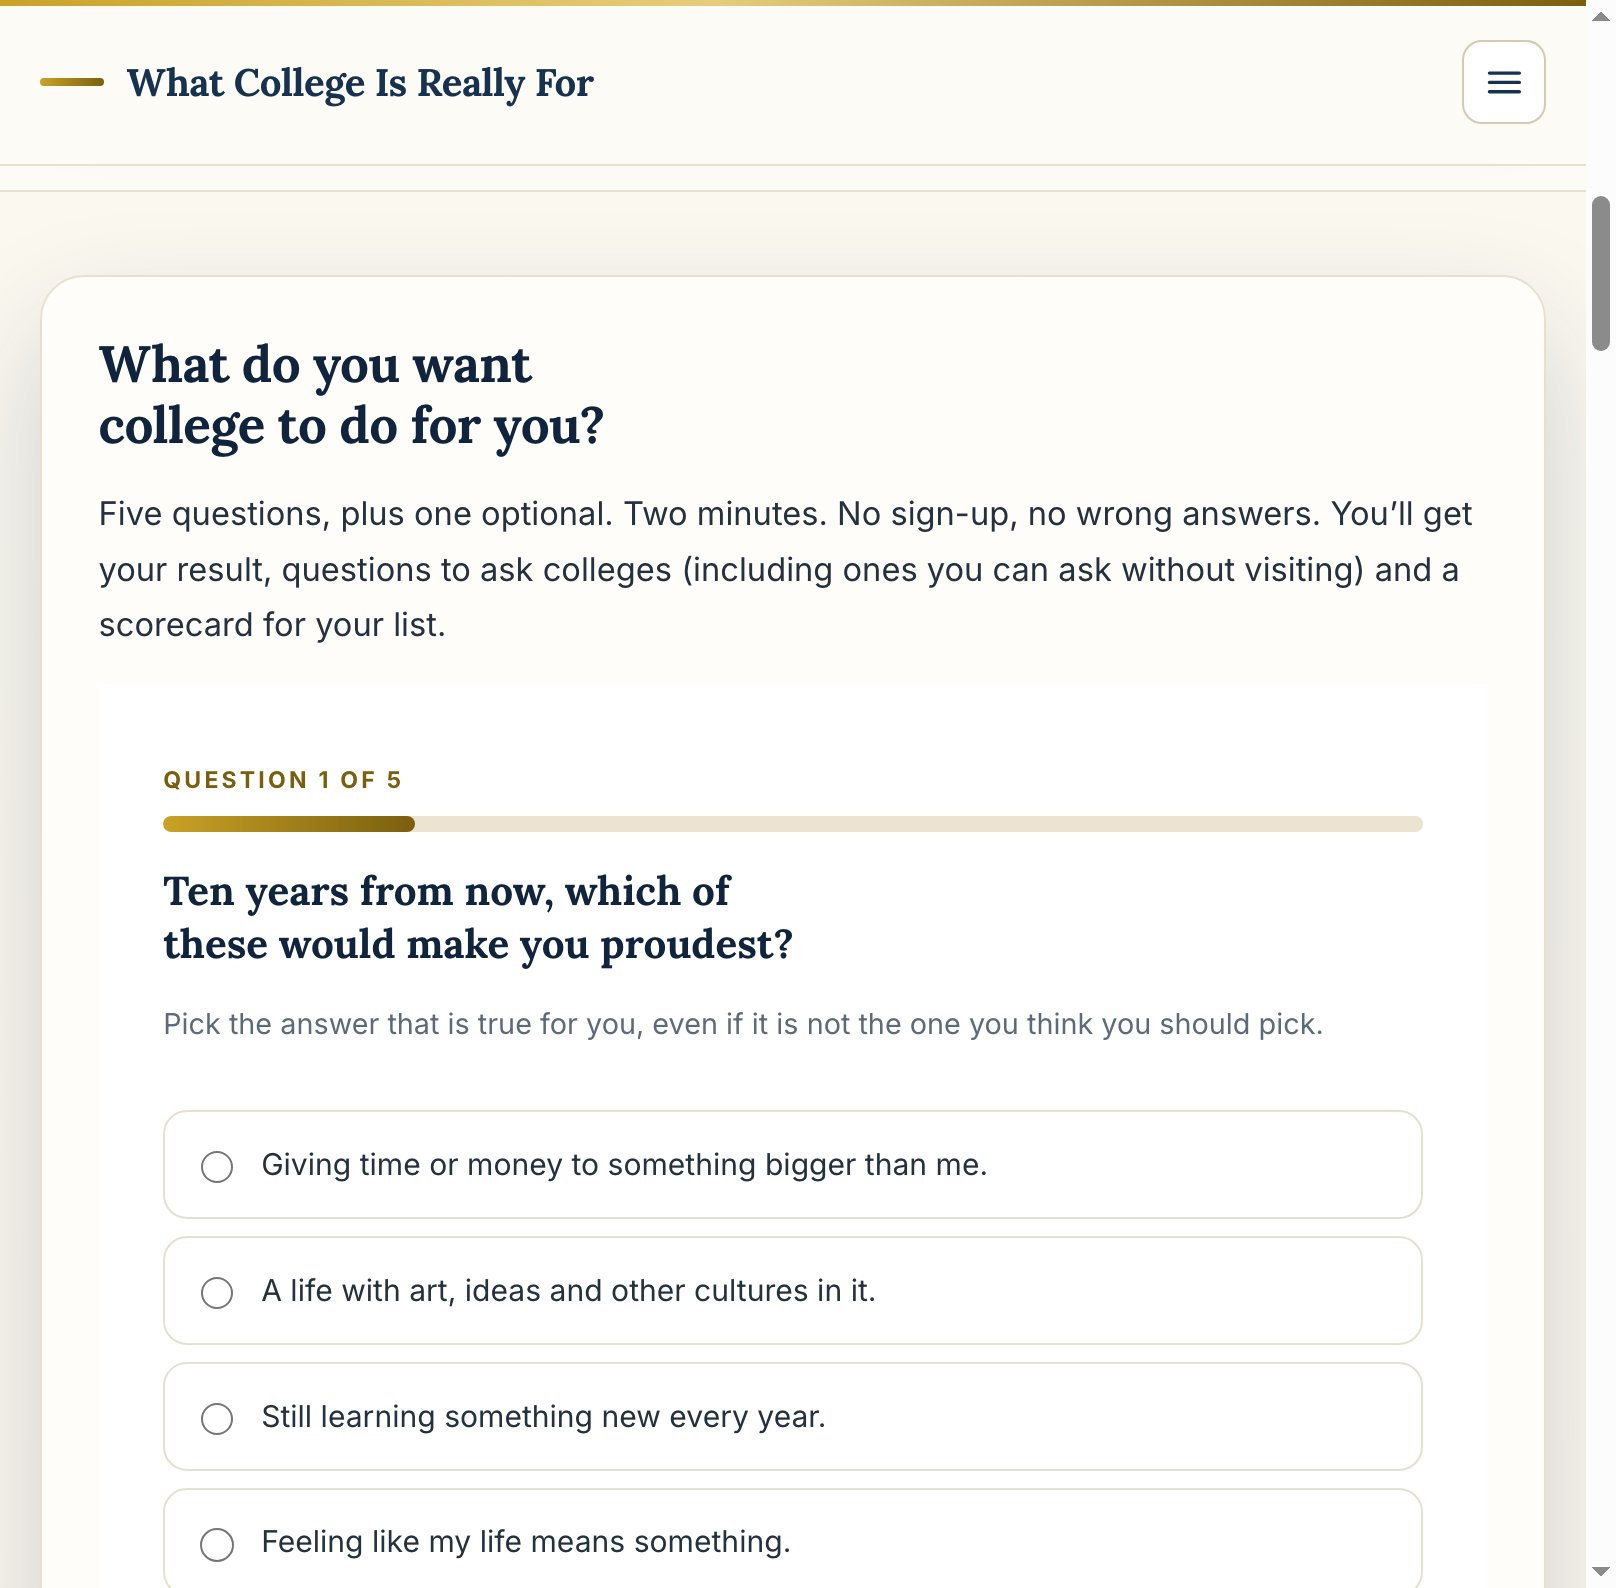 What College Is Really For
What do you want
college to do for you?
Five questions, plus one optional. Two minutes. No sign-up, no wrong answers. You’ll get
your result, questions to ask colleges (including ones you can ask without visiting) and a
scorecard for your list.
QUESTION 1 OF 5
Ten years from now, which of
these would make you proudest?
Pick the answer that is true for you, even if it is not the one you think you should pick.
Giving time or money to something bigger than me.
A life with art, ideas and other cultures in it.
Still learning something new every year.
Feeling like my life means something.